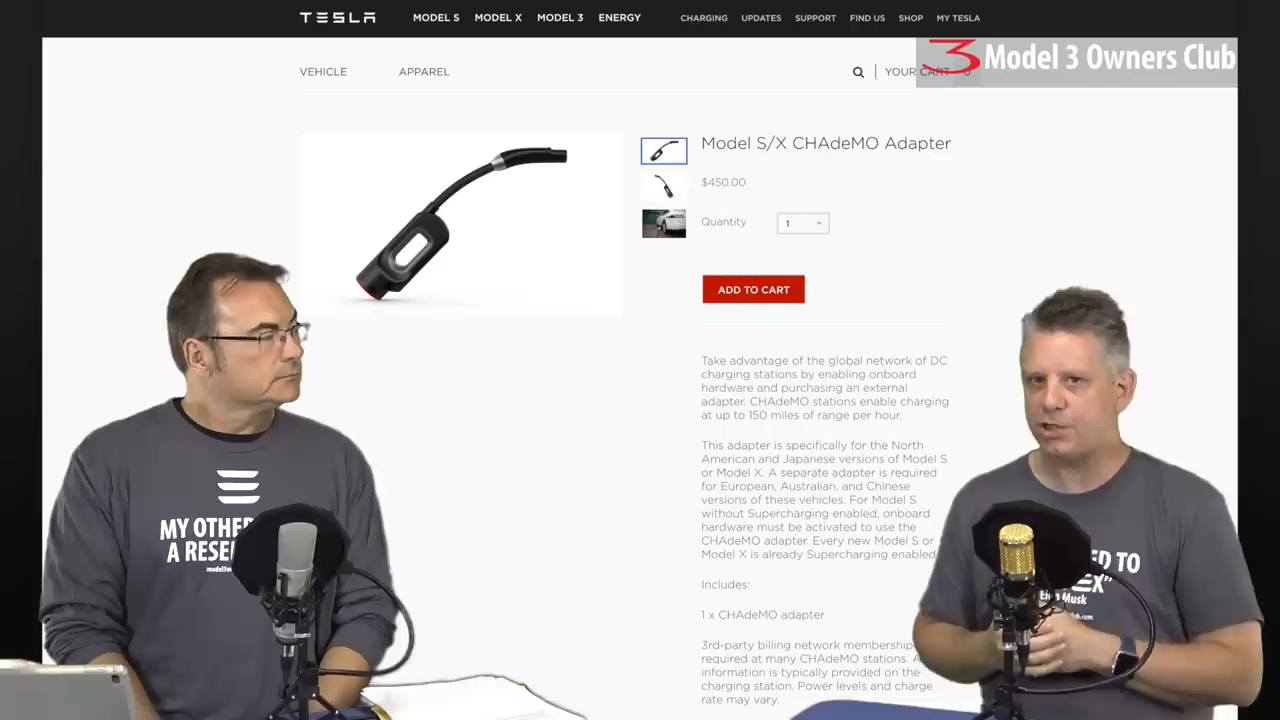 TESLA
MODEL S MODEL X MODEL 3 ENERGY
CHARGING UPDATES SUPPORT FIND US SHOP MY TESLA
3 Model 3 Owners Club
VEHICLE APPAREL
YOUR CART 0
Model S/X CHAdeMO Adapter
$450.00
Quantity 1
ADD TO CART
Take advantage of the global network of DC
charging stations by enabling onboard
hardware and purchasing an external
adapter. CHAdeMO stations enable charging
at up to 150 miles of range per hour.
This adapter is specifically for the North
American and Japanese versions of Model S
or Model X. A separate adapter is required
for European, Australian, and Chinese
versions of these vehicles. For Model S
without Supercharging enabled, onboard
hardware must be activated to use the
CHAdeMO adapter. Every new Model S or
Model X is already Supercharging enabled
Includes:
1 x CHAdeMO adapter
3rd-party billing network membership
required at many CHAdeMO stations.
information is typically provided on the
charging station. Power levels and charge
rate may vary.
MY OTHER
A RESE
TO
Musk